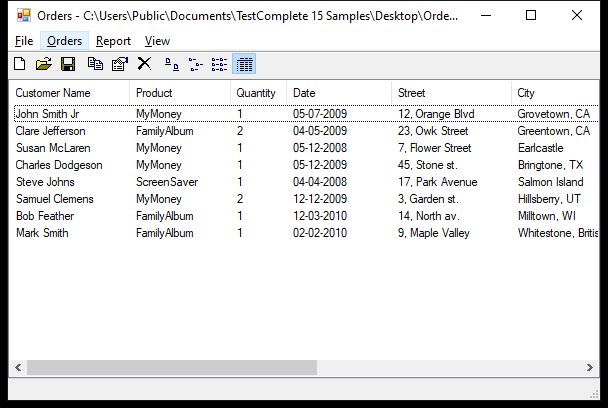 Orders - C:\Users\Public\Documents\TestComplete 15 Samples\Desktop\Orde...
File Orders Report View
Customer Name Product Quantity Date Street City
John Smith Jr MyMoney 1 05-07-2009 12, Orange Blvd Grovetown, CA
Clare Jefferson FamilyAlbum 2 04-05-2009 23, Owk Street Greentown, CA
Susan McLaren MyMoney 1 05-12-2008 7, Flower Street Earlcastle
Charles Dodgeson MyMoney 1 05-12-2009 45, Stone st. Bringtone, TX
Steve Johns ScreenSaver 1 04-04-2008 17, Park Avenue Salmon Island
Samuel Clemens MyMoney 2 12-12-2009 3, Garden st. Hillsberry, UT
Bob Feather FamilyAlbum 1 12-03-2010 14, North av. Milltown, WI
Mark Smith FamilyAlbum 1 02-02-2010 9, Maple Valley Whitestone, Britis